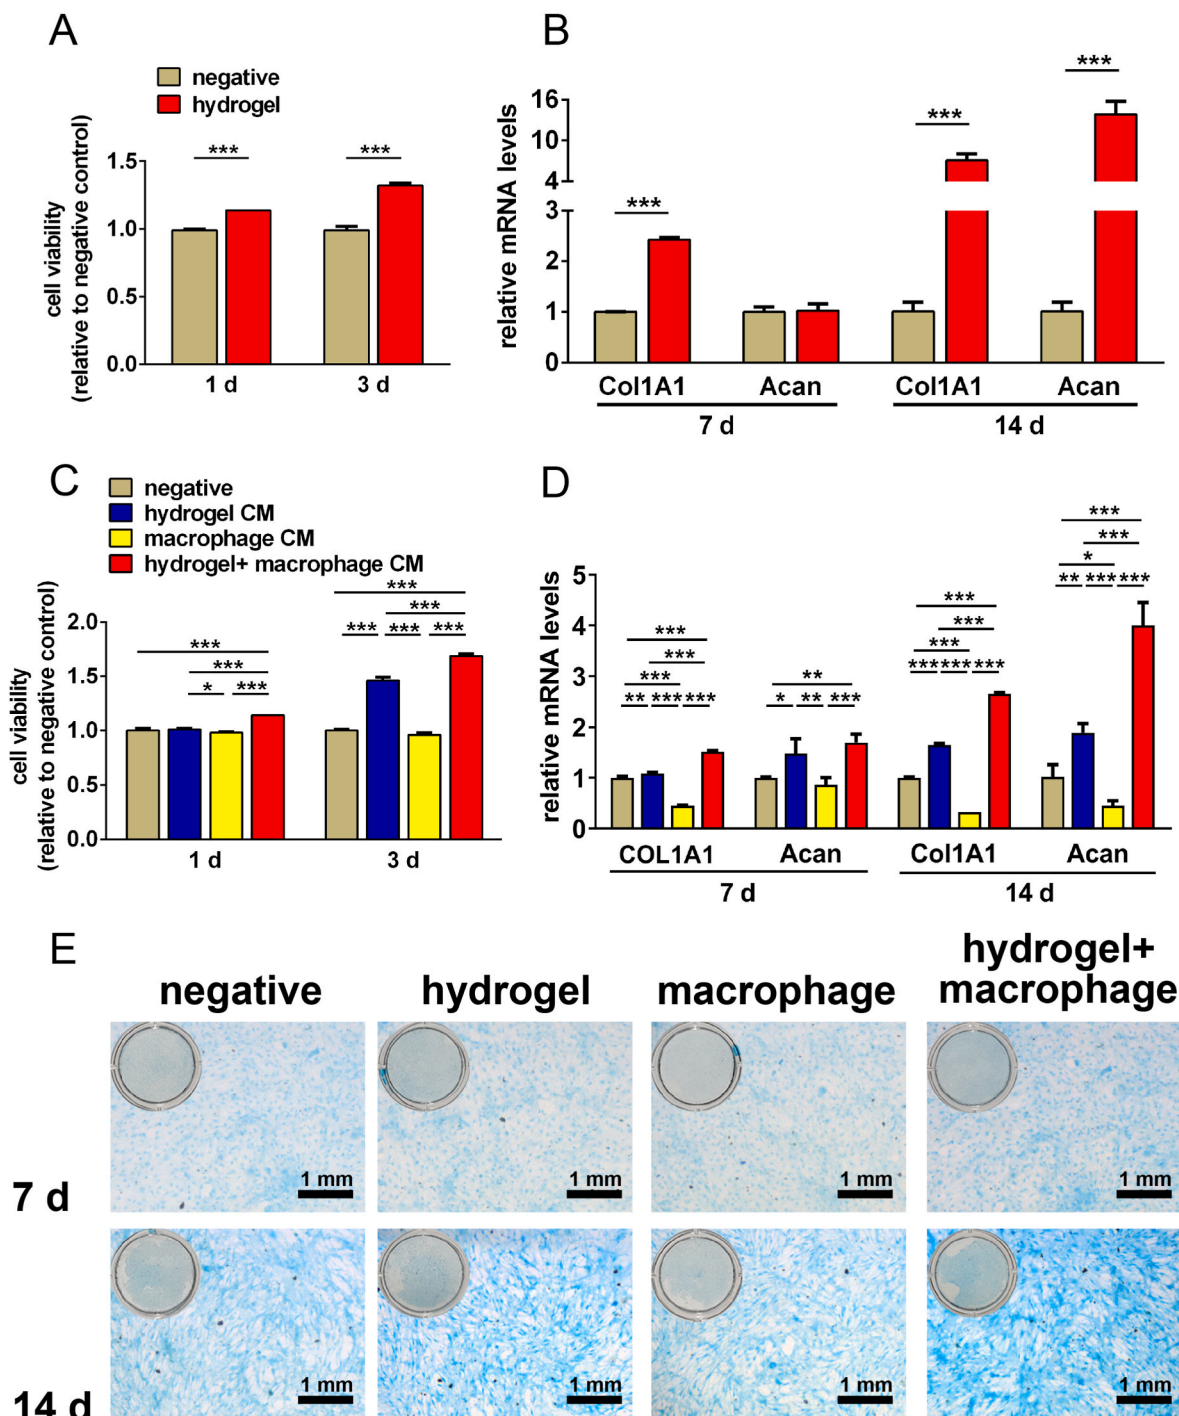 A
negative
hydrogel
cell viability
(relative to negative control)
***
***
1.5
1.0
0.5
0.0
1 d
3 d
B
relative mRNA levels
***
***
***
16
10
4
3
2
1
0
Col1A1
Acan
Col1A1
Acan
7 d
14 d
C
negative
hydrogel CM
macrophage CM
hydrogel+ macrophage CM
cell viability
(relative to negative control)
***
***
***
*
***
***
***
***
***
2.0
1.5
1.0
0.5
0.0
1 d
3 d
D
relative mRNA levels
***
***
*
** *** ***
***
***
***
*** *** ***
***
***
***
** *** ***
**
* ** ***
5
4
3
2
1
0
COL1A1
Acan
Col1A1
Acan
7 d
14 d
E
negative
hydrogel
macrophage
hydrogel+
macrophage
7 d
1 mm
1 mm
1 mm
1 mm
14 d
1 mm
1 mm
1 mm
1 mm